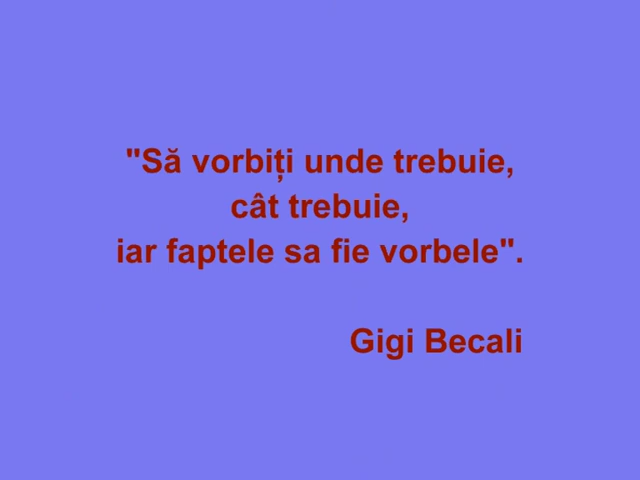 "Să vorbiți unde trebuie,
cât trebuie,
iar faptele sa fie vorbele".
Gigi Becali